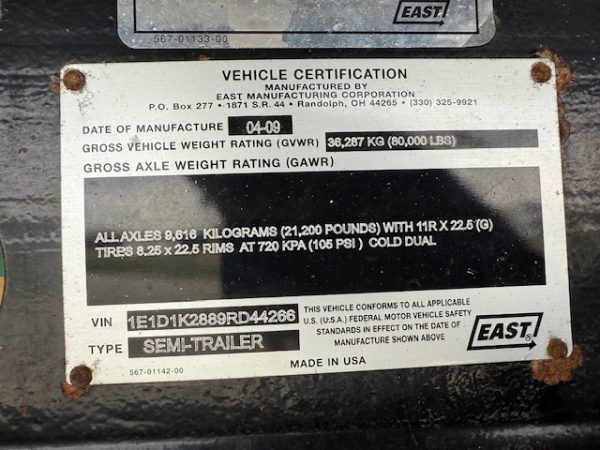 EAST
567-01133-00
VEHICLE CERTIFICATION
MANUFACTURED BY
EAST MANUFACTURING CORPORATION
P.O. Box 277 • 1871 S.R. 44 • Randolph, OH 44265 • (330) 325-9921
DATE OF MANUFACTURE 04-09
GROSS VEHICLE WEIGHT RATING (GVWR) 36,287 KG (80,000 LBS)
GROSS AXLE WEIGHT RATING (GAWR)
ALL AXLES 9,616 KILOGRAMS (21,200 POUNDS) WITH 11R X 22.5 (G)
TIRES 8.25 x 22.5 RIMS AT 720 KPA (105 PSI) COLD DUAL
VIN 1E1D1K2889RD44266
TYPE SEMI-TRAILER
THIS VEHICLE CONFORMS TO ALL APPLICABLE
U.S. (U.S.A.) FEDERAL MOTOR VEHICLE SAFETY
STANDARDS IN EFFECT ON THE DATE OF
MANUFACTURE SHOWN ABOVE
EAST®
567-01142-00
MADE IN USA